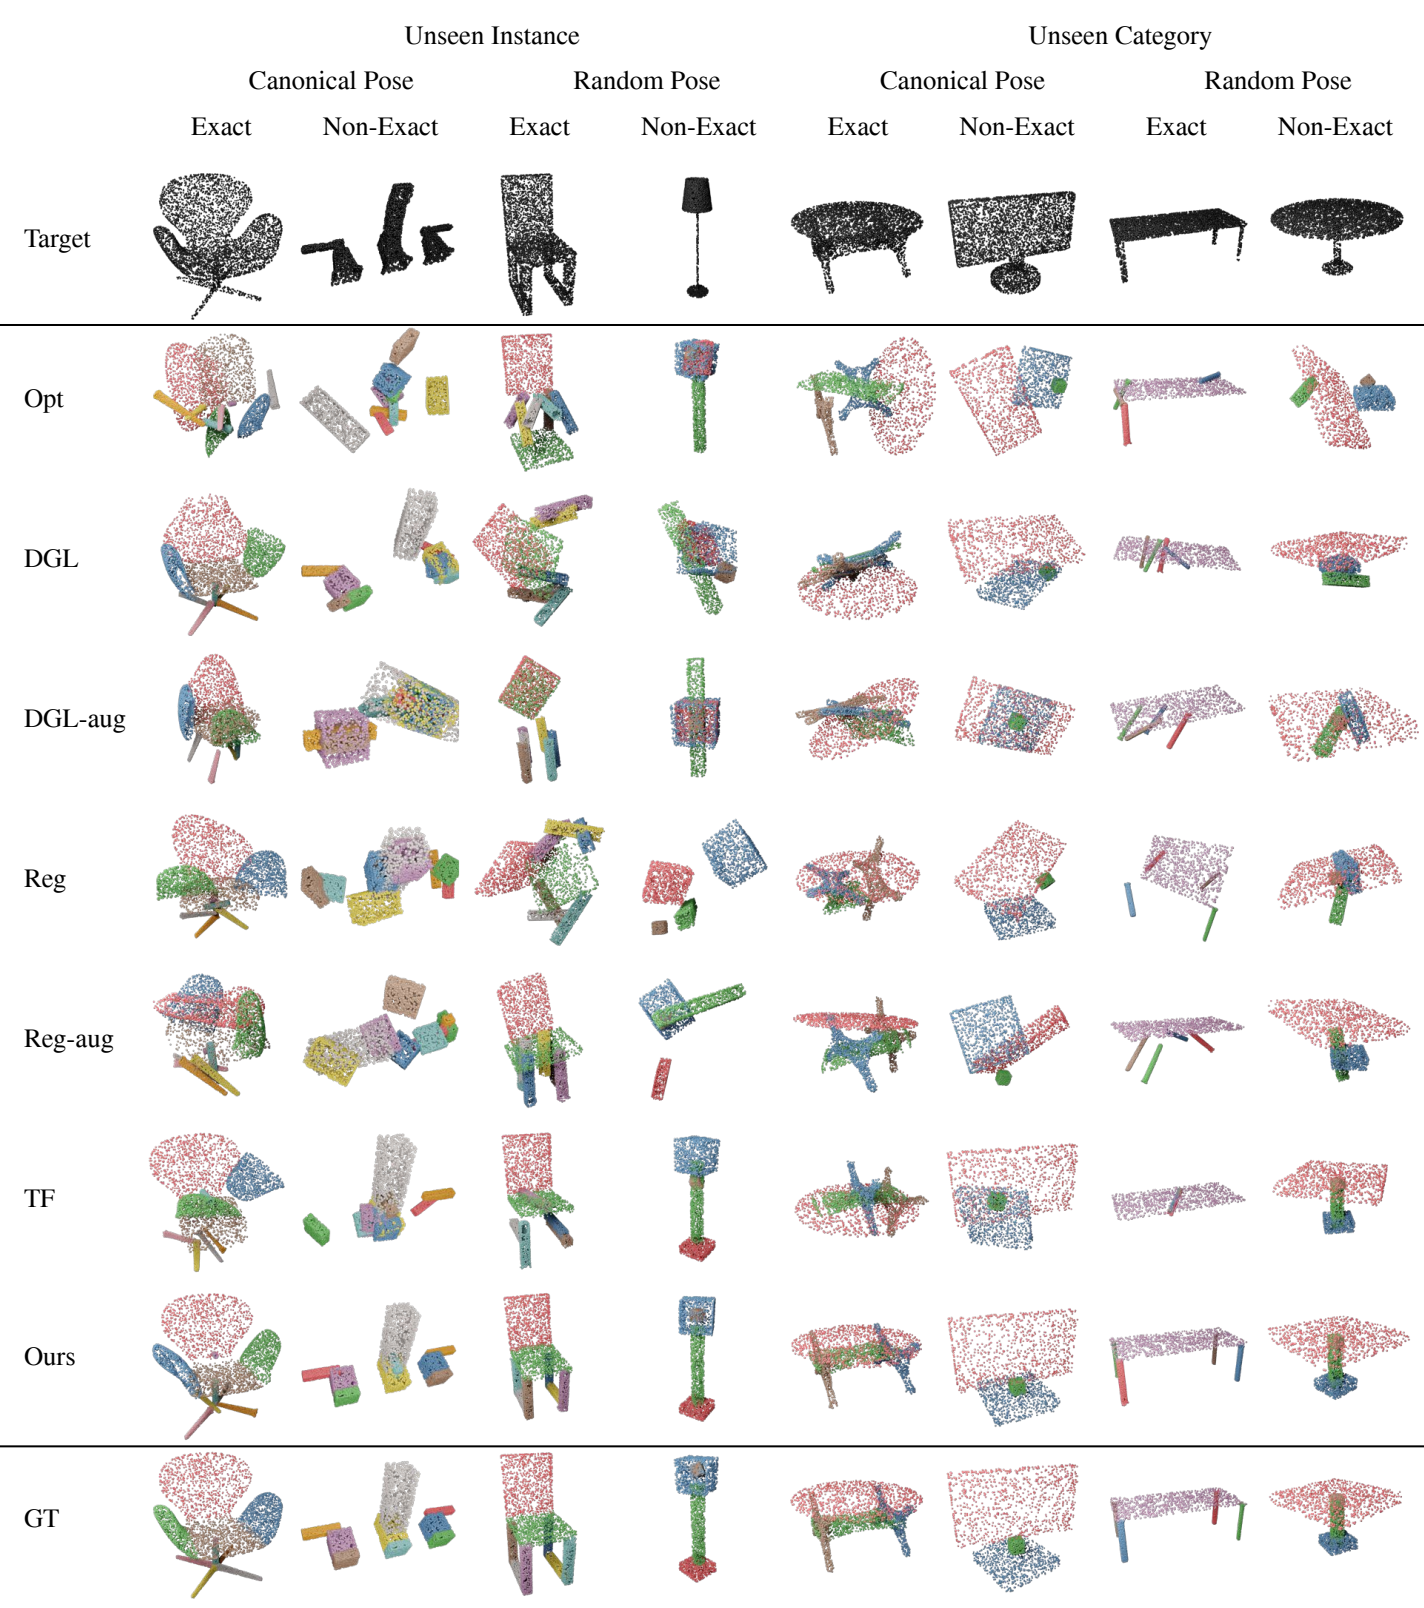 Unseen Instance Unseen Category
Canonical Pose Random Pose Canonical Pose Random Pose
Exact Non-Exact Exact Non-Exact Exact Non-Exact Exact Non-Exact
Target
Opt
DGL
DGL-aug
Reg
Reg-aug
TF
Ours
GT